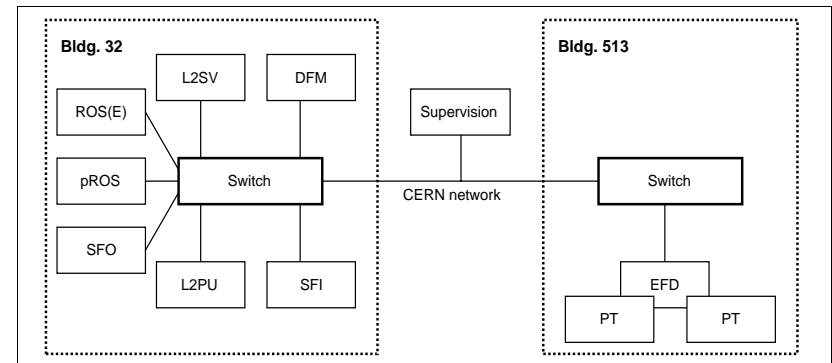 Bldg. 32
Bldg. 513
L2SV
DFM
ROS(E)
Supervision
pROS
Switch
Switch
CERN network
SFO
L2PU
SFI
EFD
PT
PT